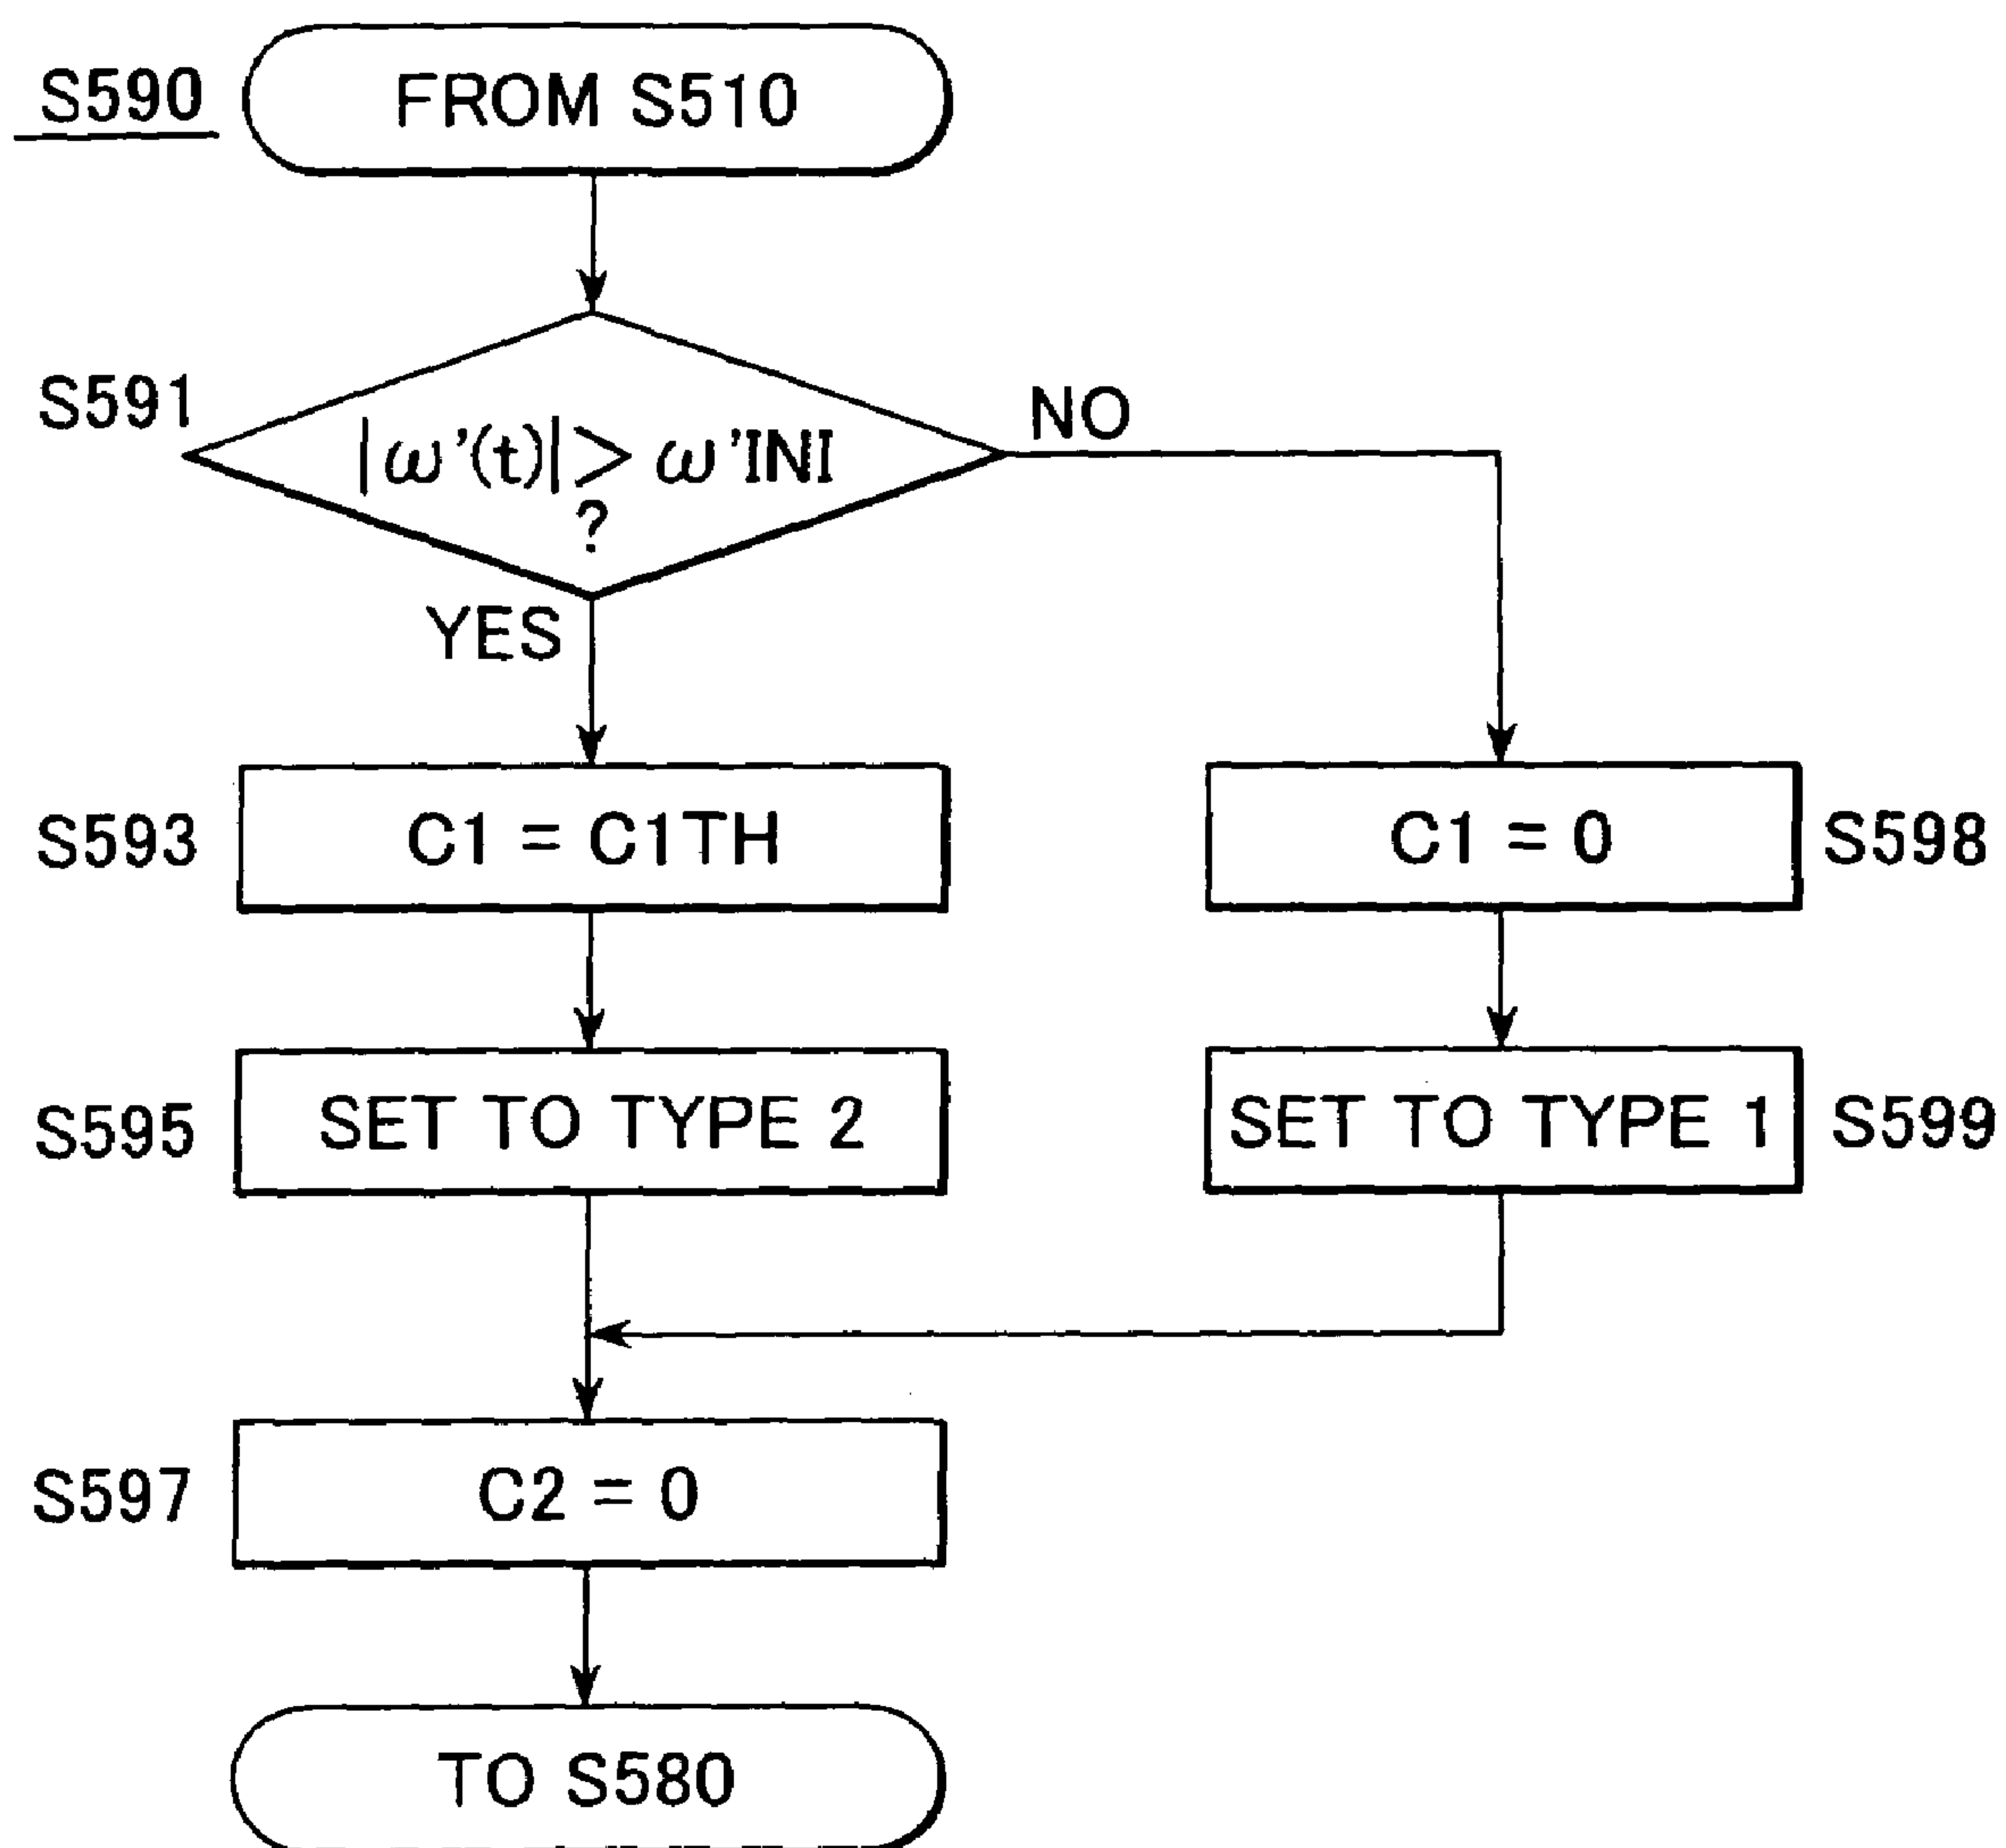 S590
FROM S510
S591
|ω'(t)|> ω'INI
?
NO
YES
S593
C1 = C1TH
C1 = 0
S598
S595
SET TO TYPE 2
SET TO TYPE 1
S599
S597
C2 = 0
TO S580